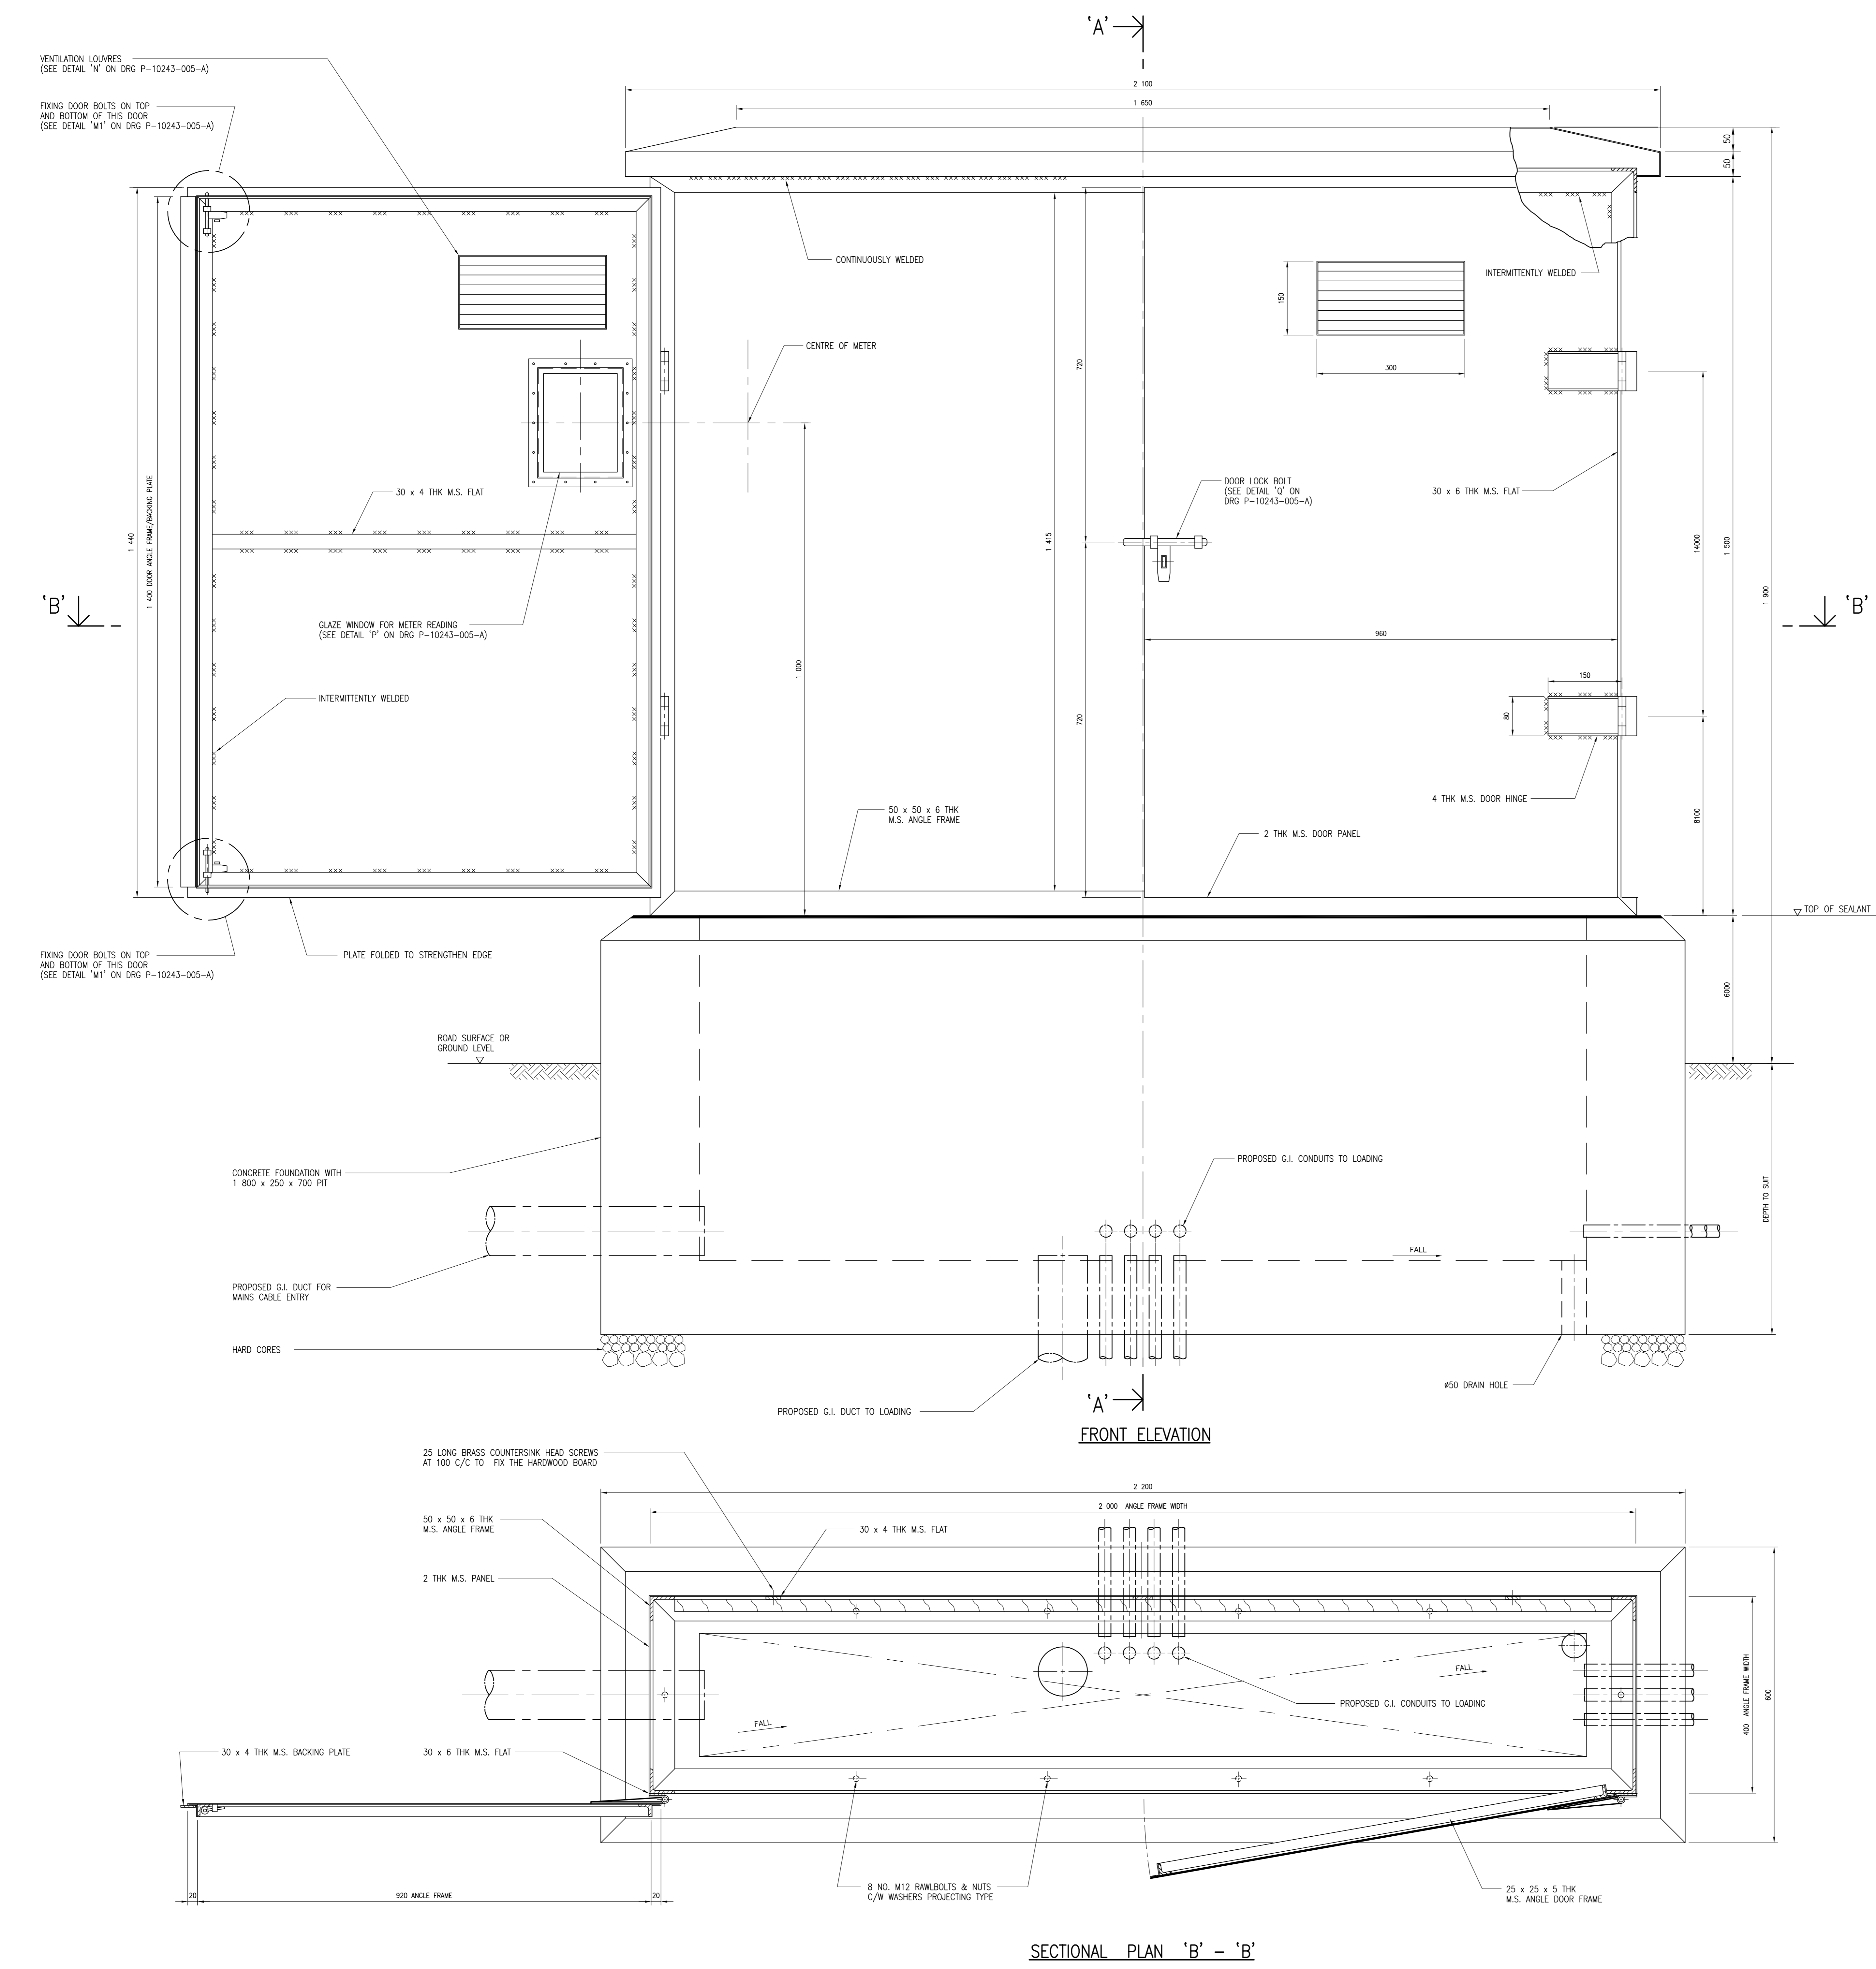 'A'
VENTILATION LOUVRES
(SEE DETAIL 'N' ON DRG P-10243-005-A)
2 100
1 650
FIXING DOOR BOLTS ON TOP
AND BOTTOM OF THIS DOOR
(SEE DETAIL 'M1' ON DRG P-10243-005-A)
50
50
CONTINUOUSLY WELDED
INTERMITTENTLY WELDED
150
300
CENTRE OF METER
720
30 x 4 THK M.S. FLAT
DOOR LOCK BOLT
(SEE DETAIL 'Q' ON
DRG P-10243-005-A)
30 x 6 THK M.S. FLAT
1 440
1 400 DOOR ANGLE FRAME/BACKING PLATE
1 415
14000
1 500
1 900
'B'
'B'
GLAZE WINDOW FOR METER READING
(SEE DETAIL 'P' ON DRG P-10243-005-A)
960
1 000
150
INTERMITTENTLY WELDED
720
80
4 THK M.S. DOOR HINGE
50 x 50 x 6 THK
M.S. ANGLE FRAME
8100
2 THK M.S. DOOR PANEL
TOP OF SEALANT
FIXING DOOR BOLTS ON TOP
AND BOTTOM OF THIS DOOR
(SEE DETAIL 'M1' ON DRG P-10243-005-A)
PLATE FOLDED TO STRENGTHEN EDGE
6000
ROAD SURFACE OR
GROUND LEVEL
CONCRETE FOUNDATION WITH
1 800 x 250 x 700 PIT
PROPOSED G.I. CONDUITS TO LOADING
DEPTH TO SUIT
FALL
PROPOSED G.I. DUCT FOR
MAINS CABLE ENTRY
HARD CORES
Ø50 DRAIN HOLE
'A'
PROPOSED G.I. DUCT TO LOADING
FRONT ELEVATION
25 LONG BRASS COUNTERSINK HEAD SCREWS
AT 100 C/C TO FIX THE HARDWOOD BOARD
2 200
2 000 ANGLE FRAME WIDTH
50 x 50 x 6 THK
M.S. ANGLE FRAME
30 x 4 THK M.S. FLAT
2 THK M.S. PANEL
FALL
400 ANGLE FRAME WIDTH
600
PROPOSED G.I. CONDUITS TO LOADING
FALL
30 x 4 THK M.S. BACKING PLATE
30 x 6 THK M.S. FLAT
20
920 ANGLE FRAME
20
8 NO. M12 RAWLBOLTS & NUTS
C/W WASHERS PROJECTING TYPE
25 x 25 x 5 THK
M.S. ANGLE DOOR FRAME
SECTIONAL PLAN 'B' - 'B'